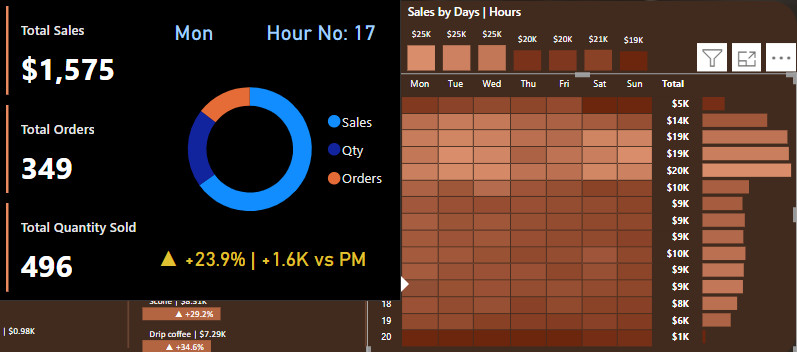 Total Sales
$1,575
Total Orders
349
Total Quantity Sold
496
Mon Hour No: 17
Sales
Qty
Orders
▲ +23.9% | +1.6K vs PM
| $0.98K
Scone | $8.31K
▲ +29.2%
Drip coffee | $7.29K
▲ +34.6%
Sales by Days | Hours
$25K $25K $25K $20K $20K $21K $19K
Mon Tue Wed Thu Fri Sat Sun Total
$5K
$14K
$19K
$19K
$20K
$10K
$9K
$9K
$9K
$10K
$9K
$9K
18 $8K
19 $6K
20 $1K